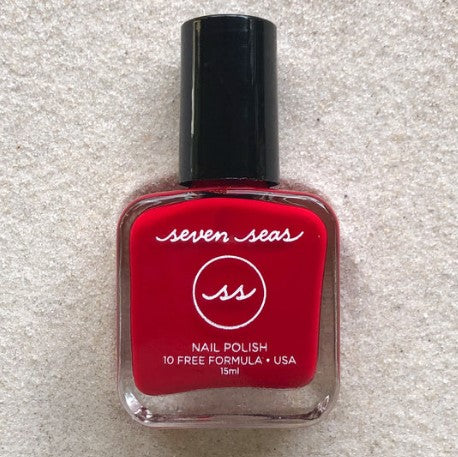 seven seas
ss
NAIL POLISH
10 FREE FORMULA • USA
15ml